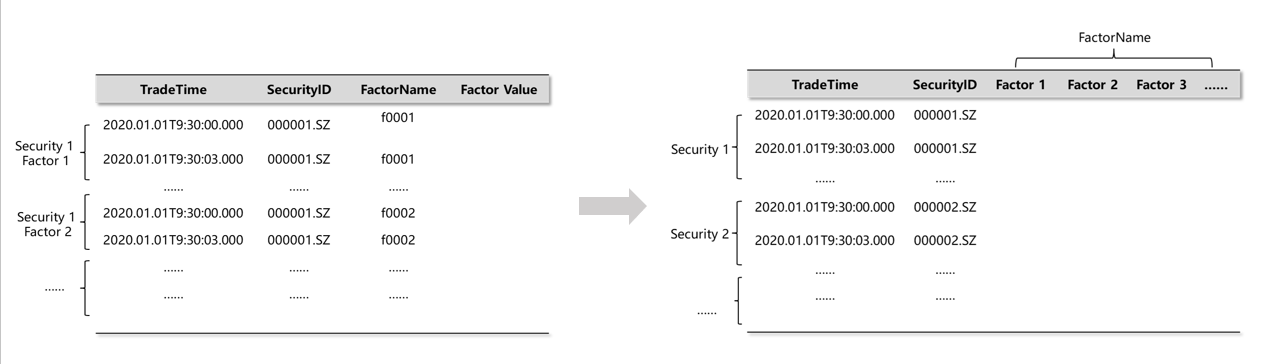 TradeTime SecurityID FactorName Factor Value
2020.01.01T9:30:00.000 000001.SZ f0001
Security 1
Factor 1
2020.01.01T9:30:03.000 000001.SZ f0001
...... ...... ......
Security 1
Factor 2
2020.01.01T9:30:00.000 000001.SZ f0002
2020.01.01T9:30:03.000 000001.SZ f0002
...... ...... ......
......
...... ...... ......
FactorName
TradeTime SecurityID Factor 1 Factor 2 Factor 3 ......
2020.01.01T9:30:00.000 000001.SZ
Security 1
2020.01.01T9:30:03.000 000001.SZ
...... ......
2020.01.01T9:30:00.000 000002.SZ
Security 2
2020.01.01T9:30:03.000 000002.SZ
...... ......
...... ......
......